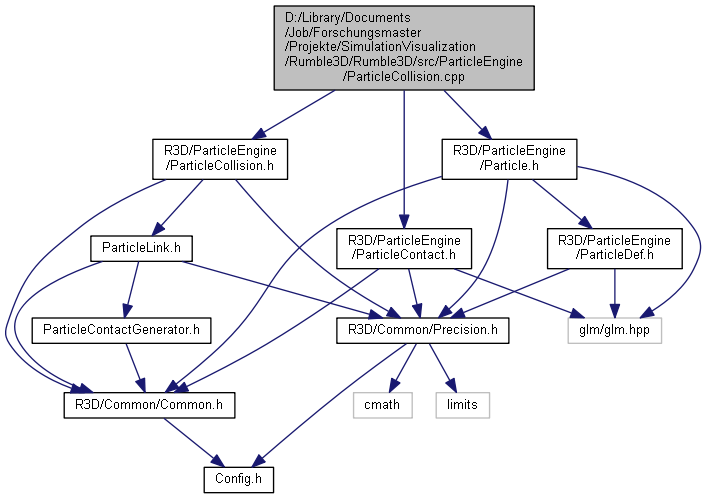 D:/Library/Documents
/Job/Forschungsmaster
/Projekte/SimulationVisualization
/Rumble3D/Rumble3D/src/ParticleEngine
/ParticleCollision.cpp
R3D/ParticleEngine
/ParticleCollision.h
R3D/ParticleEngine
/Particle.h
ParticleLink.h
R3D/ParticleEngine
/ParticleContact.h
R3D/ParticleEngine
/ParticleDef.h
ParticleContactGenerator.h
R3D/Common/Precision.h
glm/glm.hpp
R3D/Common/Common.h
cmath
limits
Config.h